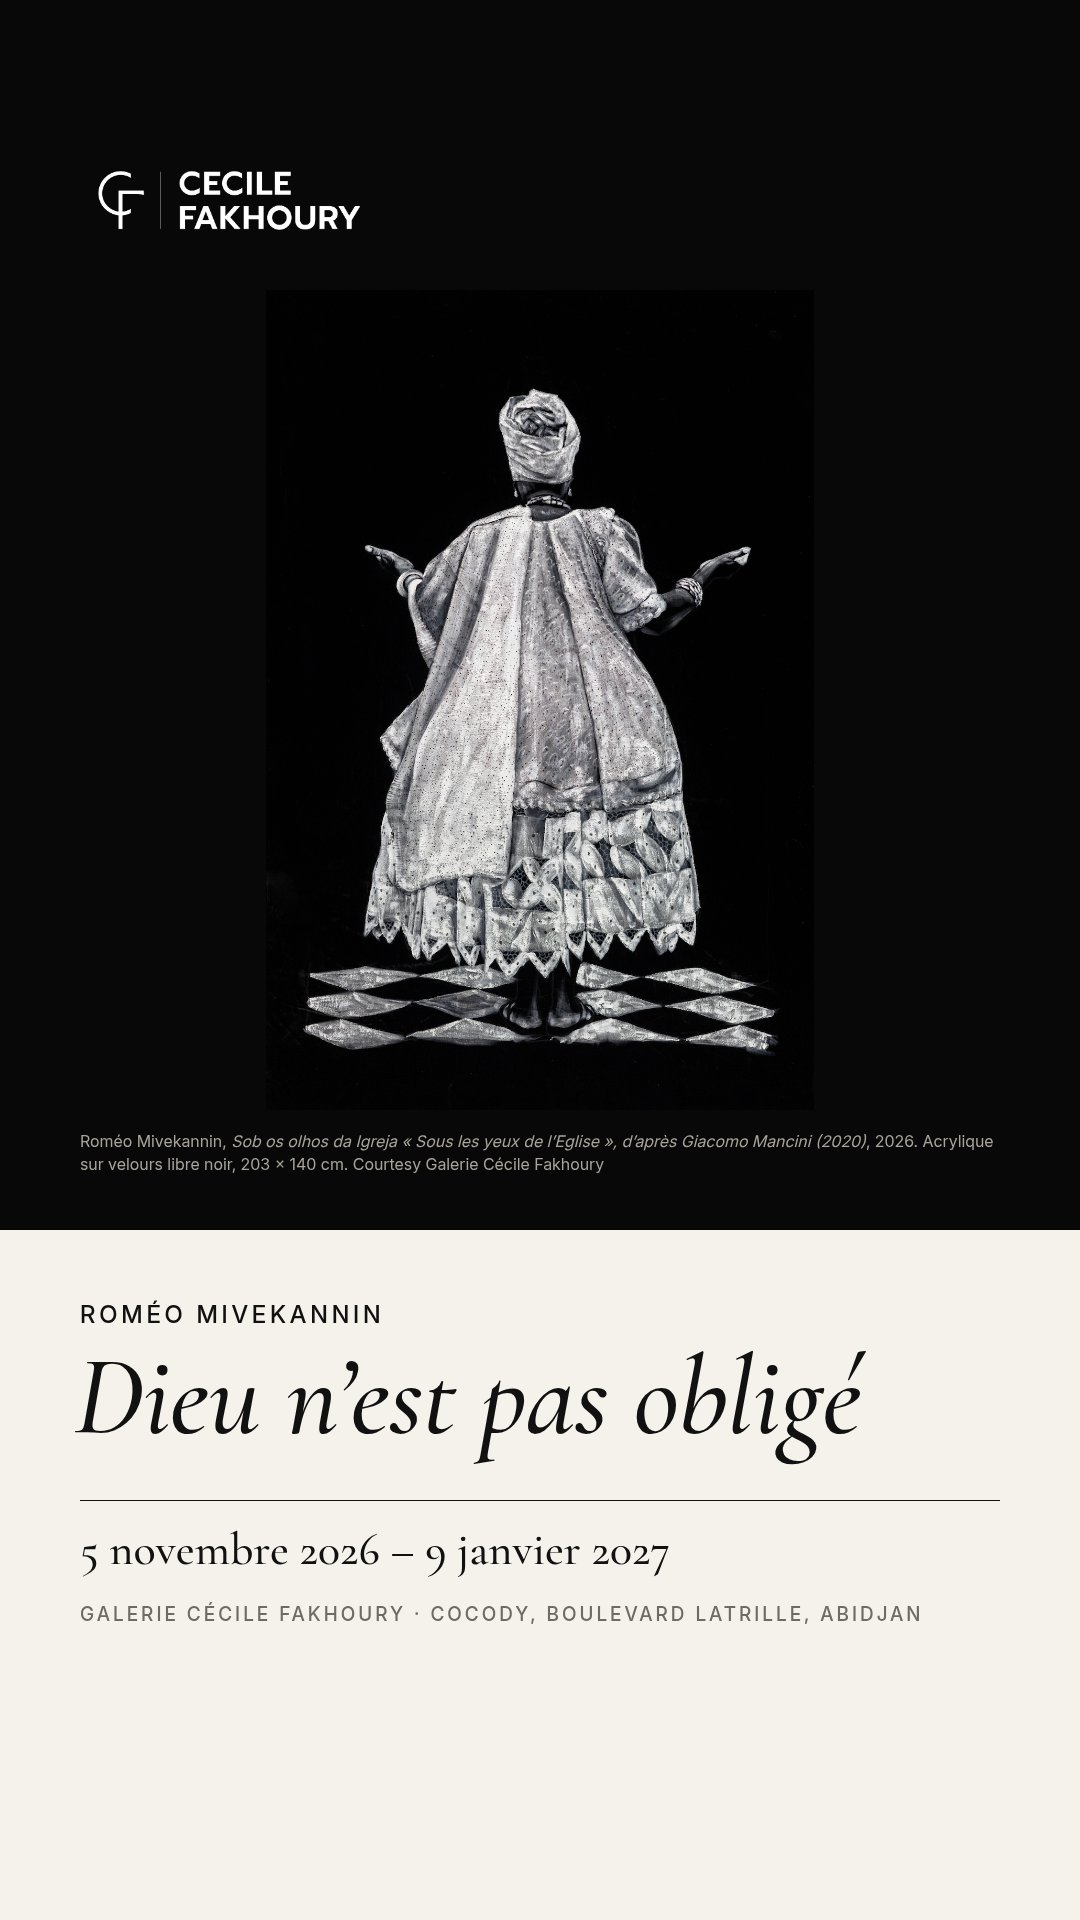 CF
CECILE
FAKHOURY
Roméo Mivekannin, Sob os olhos da Igreja « Sous les yeux de l’Eglise », d’après Giacomo Mancini (2020), 2026. Acrylique
sur velours libre noir, 203 × 140 cm. Courtesy Galerie Cécile Fakhoury
ROMÉO MIVEKANNIN
Dieu n’est pas obligé
5 novembre 2026 – 9 janvier 2027
GALERIE CÉCILE FAKHOURY · COCODY, BOULEVARD LATRILLE, ABIDJAN